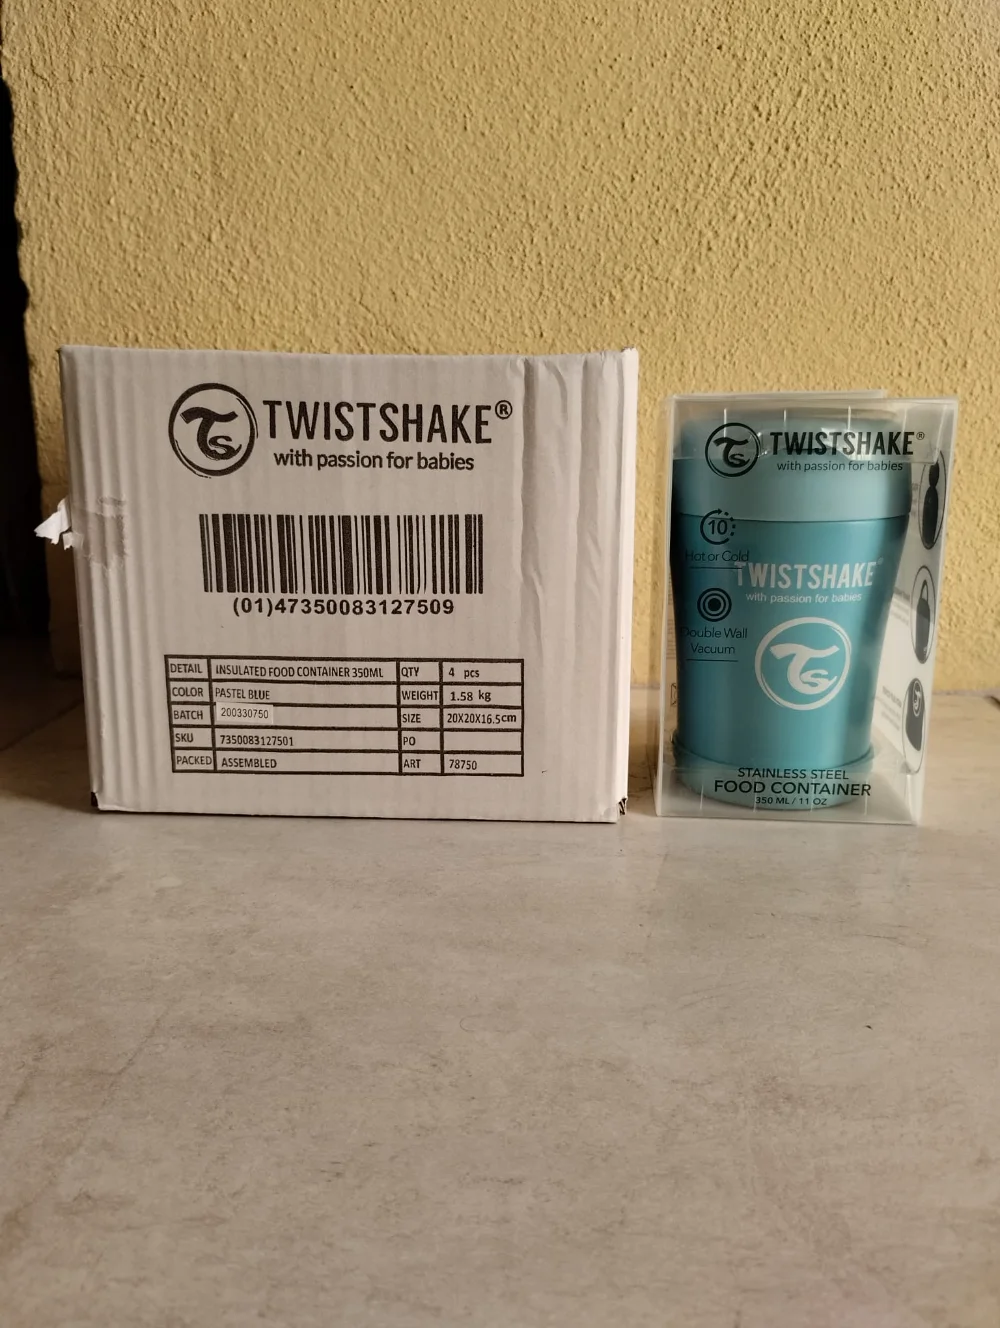 TS TWISTSHAKE®
with passion for babies
(01)47350083127509
DETAIL INSULATED FOOD CONTAINER 350ML QTY 4 pcs
COLOR PASTEL BLUE WEIGHT 1.58 kg
BATCH 200330750 SIZE 20X20X16.5cm
SKU 7350083127501 PO
PACKED ASSEMBLED ART 78750
TS TWISTSHAKE®
with passion for babies
10
Hot or Cold
Double Wall
Vacuum
TWISTSHAKE®
with passion for babies
TS
STAINLESS STEEL
FOOD CONTAINER
350 ML / 11 OZ